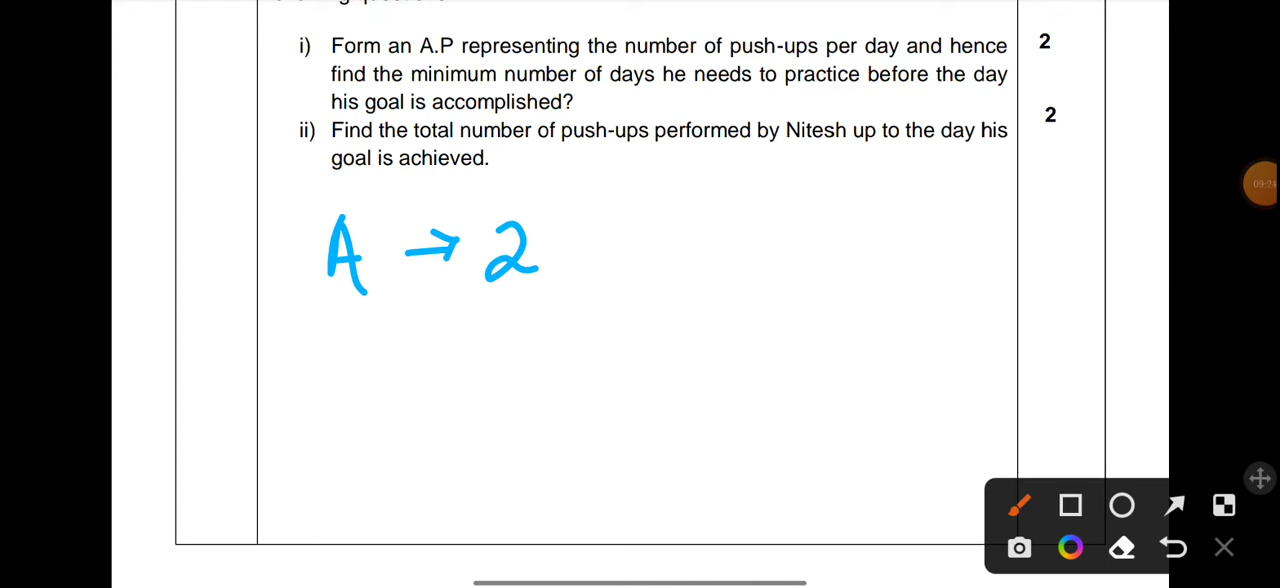 i) Form an A.P representing the number of push-ups per day and hence 2
find the minimum number of days he needs to practice before the day
his goal is accomplished?
2
ii) Find the total number of push-ups performed by Nitesh up to the day his
goal is achieved.
A → 2
09:24